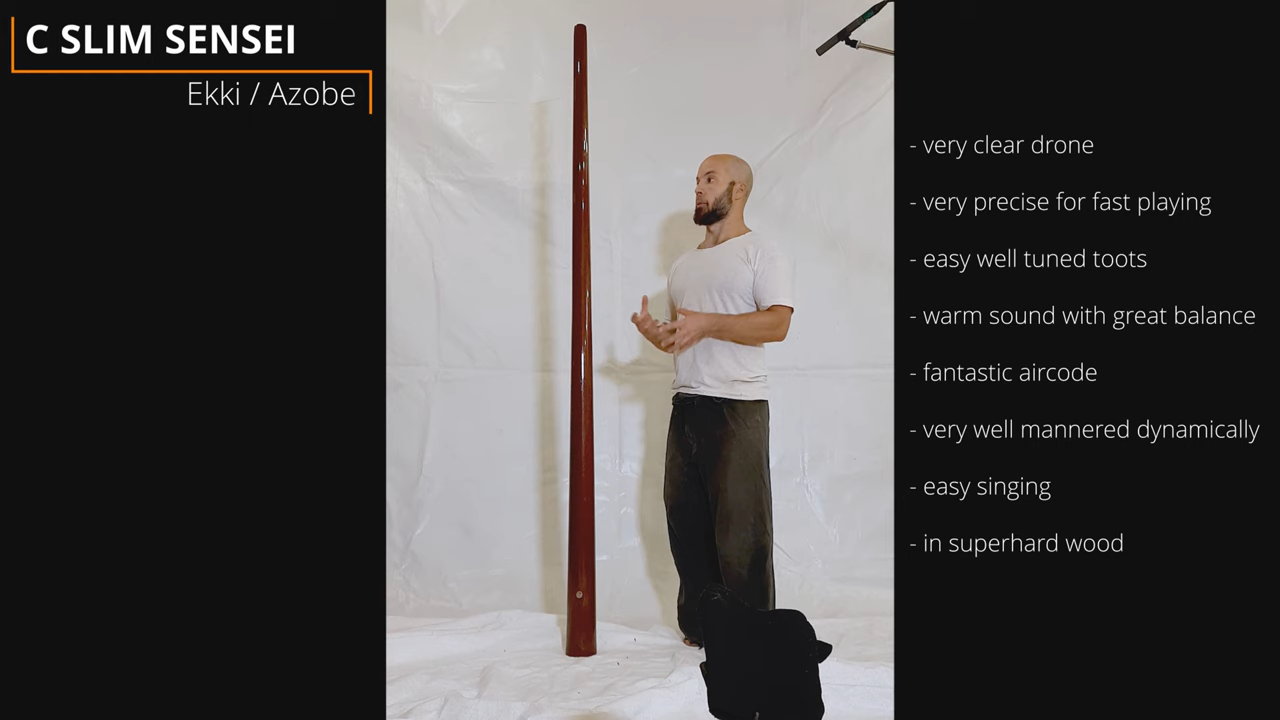 C SLIM SENSEI
Ekki / Azobe
- very clear drone
- very precise for fast playing
- easy well tuned toots
- warm sound with great balance
- fantastic aircode
- very well mannered dynamically
- easy singing
- in superhard wood